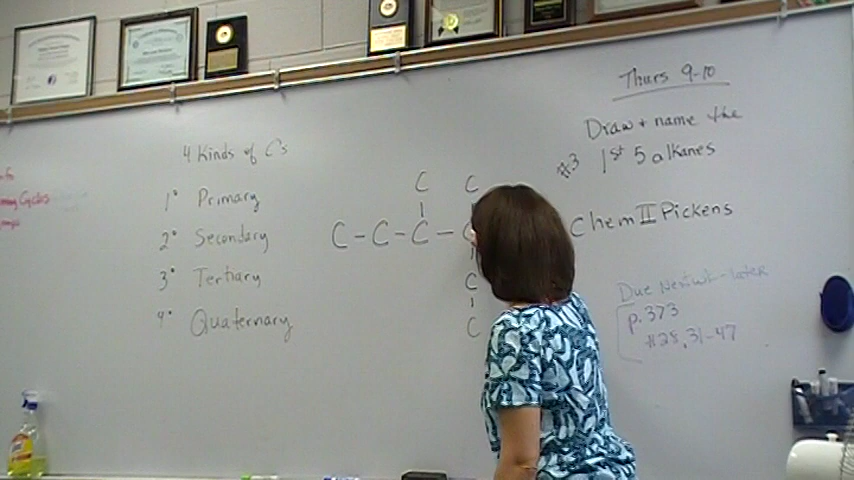 Thurs 9-10
Draw + name the
#3 1st 5 alkanes
4 Kinds of C's
1° Primary
2° Secondary
3° Tertiary
4° Quaternary
C C
C - C - C - C
C
C
Chem II Pickens
Due
p. 373
#28, 31-47
Cycles